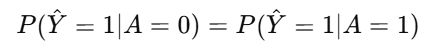 P(Ŷ = 1|A = 0) = P(Ŷ = 1|A = 1)